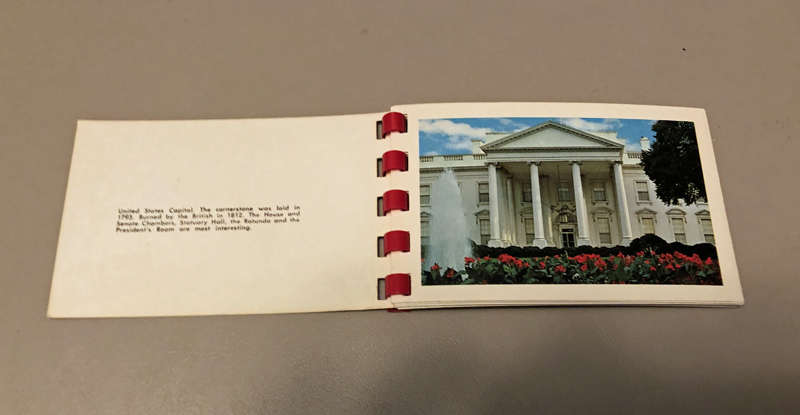 United States Capitol. The cornerstone was laid in
1793. Burned by the British in 1812. The House and
Senate Chambers, Statuary Hall, the Rotunda and the
President's Room are most interesting.